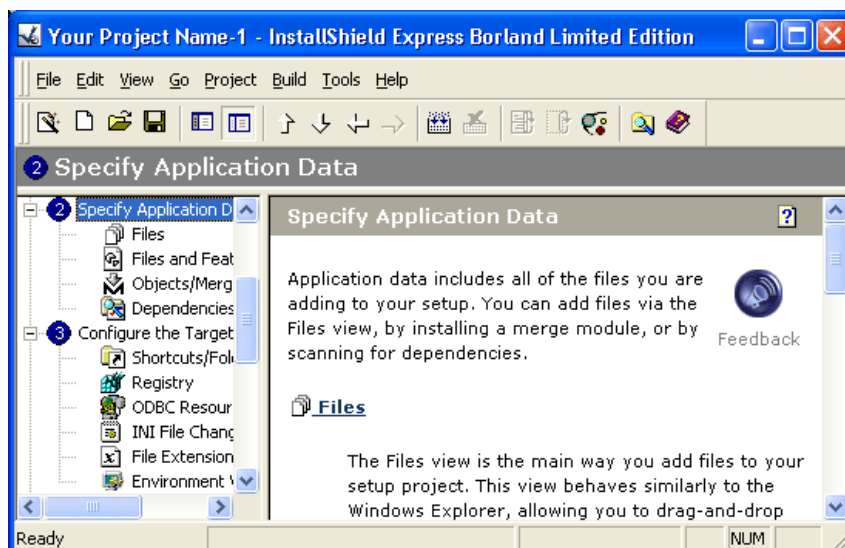 Your Project Name-1 - InstallShield Express Borland Limited Edition
File Edit View Go Project Build Tools Help
2 Specify Application Data
2 Specify Application D
Files
Files and Feat
Objects/Merg
Dependencies
3 Configure the Target
Shortcuts/Fol
Registry
ODBC Resour
INI File Chang
File Extension
Environment V
Specify Application Data
Application data includes all of the files you are
adding to your setup. You can add files via the
Files view, by installing a merge module, or by
scanning for dependencies.
Feedback
Files
The Files view is the main way you add files to your
setup project. This view behaves similarly to the
Windows Explorer, allowing you to drag-and-drop
Ready
NUM